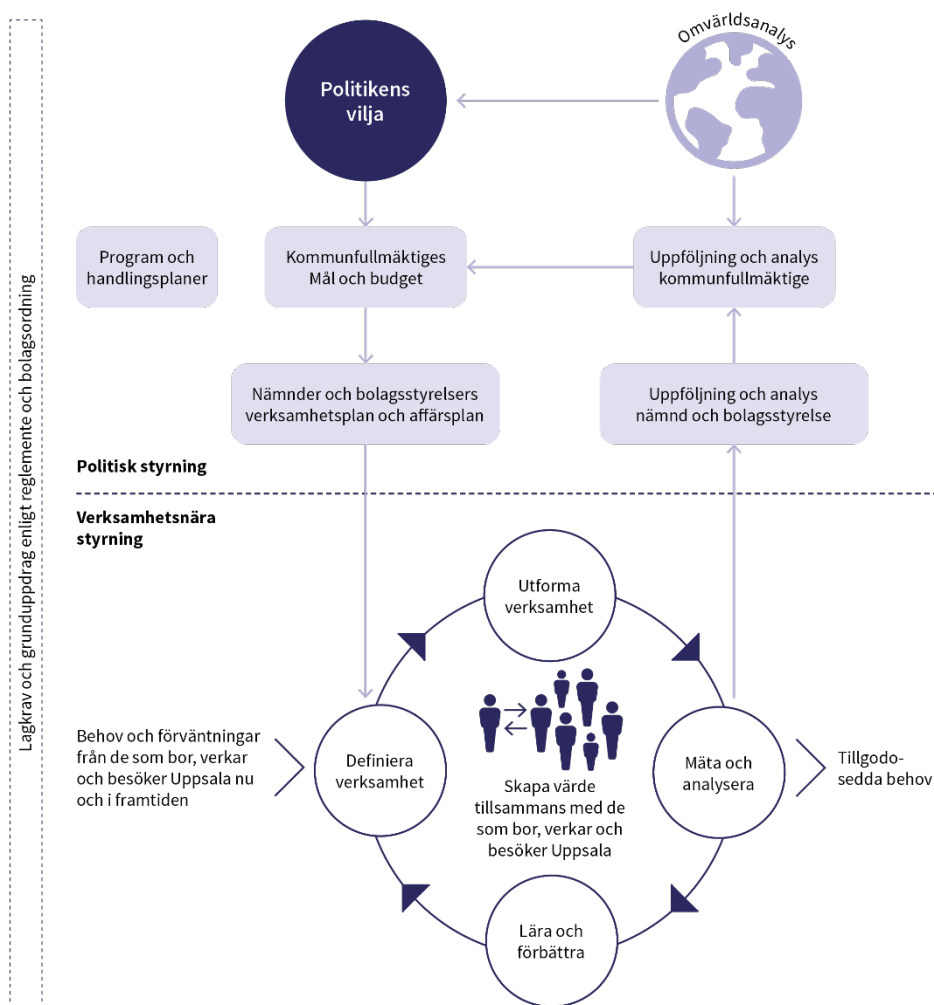 Lagkrav och grunduppdrag enligt reglemente och bolagsordning
Omvärldsanalys
Politikens
vilja
Program och
handlingsplaner
Kommunfullmäktiges
Mål och budget
Uppföljning och analys
kommunfullmäktige
Nämnder och bolagsstyrelsers
verksamhetsplan och affärsplan
Uppföljning och analys
nämnd och bolagsstyrelse
Politisk styrning
Verksamhetsnära
styrning
Utforma
verksamhet
Behov och förväntningar
från de som bor, verkar
och besöker Uppsala nu
och i framtiden
Definiera
verksamhet
Skapa värde
tillsammans med de
som bor, verkar och
besöker Uppsala
Mäta och
analysera
Tillgodo-
sedda behov
Lära och
förbättra